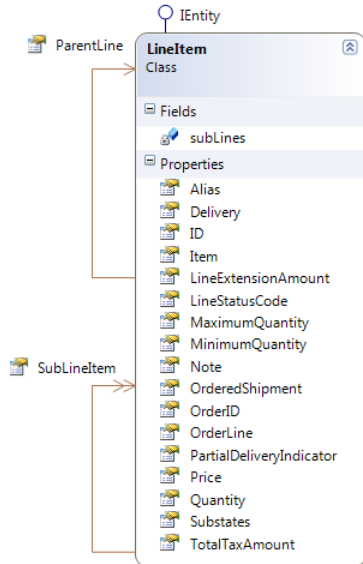 IEntity
ParentLine
LineItem
Class
Fields
subLines
Properties
Alias
Delivery
ID
Item
LineExtensionAmount
LineStatusCode
MaximumQuantity
MinimumQuantity
Note
SubLineItem
OrderedShipment
OrderID
OrderLine
PartialDeliveryIndicator
Price
Quantity
Substates
TotalTaxAmount